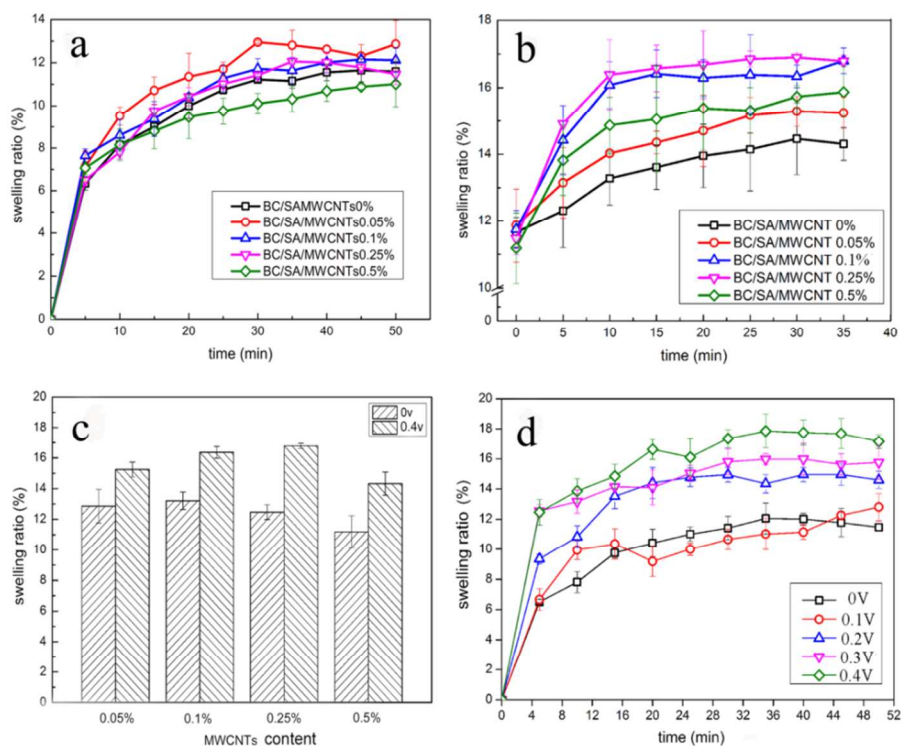 a
14
12
10
8
6
4
2
0
swelling ratio (%)
BC/SAMWCNTs0%
BC/SA/MWCNTs0.05%
BC/SA/MWCNTs0.1%
BC/SA/MWCNTs0.25%
BC/SA/MWCNTs0.5%
0 10 20 30 40 50
time (min)
b
18
16
14
12
10
0
swelling ratio (%)
BC/SA/MWCNT 0%
BC/SA/MWCNT 0.05%
BC/SA/MWCNT 0.1%
BC/SA/MWCNT 0.25%
BC/SA/MWCNT 0.5%
0 5 10 15 20 25 30 35
time (min)
c
20
18
16
14
12
10
8
6
4
2
0
swelling ratio (%)
0v
0.4v
0.05% 0.1% 0.25% 0.5%
MWCNTs content
d
20
18
16
14
12
10
8
6
4
2
0
swelling ratio (%)
0V
0.1V
0.2V
0.3V
0.4V
0 4 8 12 16 20 24 28 32 36 40 44 48 52
time (min)